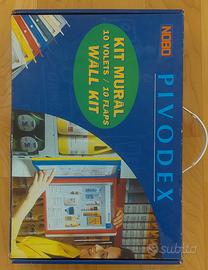 NOBO
PIVODEX
KIT MURAL
10 VOLETS / 10 FLAPS
WALL KIT
subito